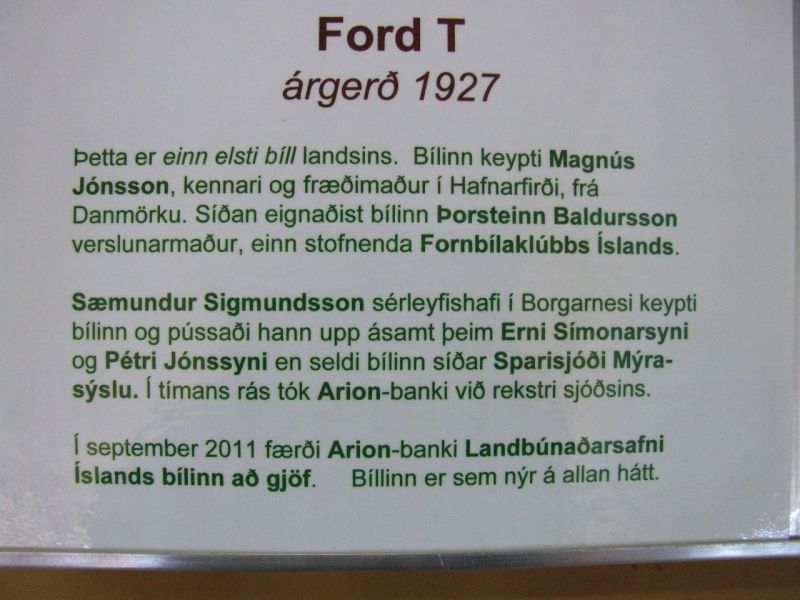 Ford T
árgerð 1927
Þetta er einn elsti bíll landsins. Bílinn keypti Magnús
Jónsson, kennari og fræðimaður í Hafnarfirði, frá
Danmörku. Síðan eignaðist bílinn Þorsteinn Baldursson
verslunarmaður, einn stofnenda Fornbílaklúbbs Íslands.
Sæmundur Sigmundsson sérleyfishafi í Borgarnesi keypti
bílinn og pússaði hann upp ásamt þeim Erni Símonarsyni
og Pétri Jónssyni en seldi bílinn síðar Sparisjóði Mýra-
sýslu. Í tímans rás tók Arion-banki við rekstri sjóðsins.
Í september 2011 færði Arion-banki Landbúnaðarsafni
Íslands bílinn að gjöf. Bíllinn er sem nýr á allan hátt.